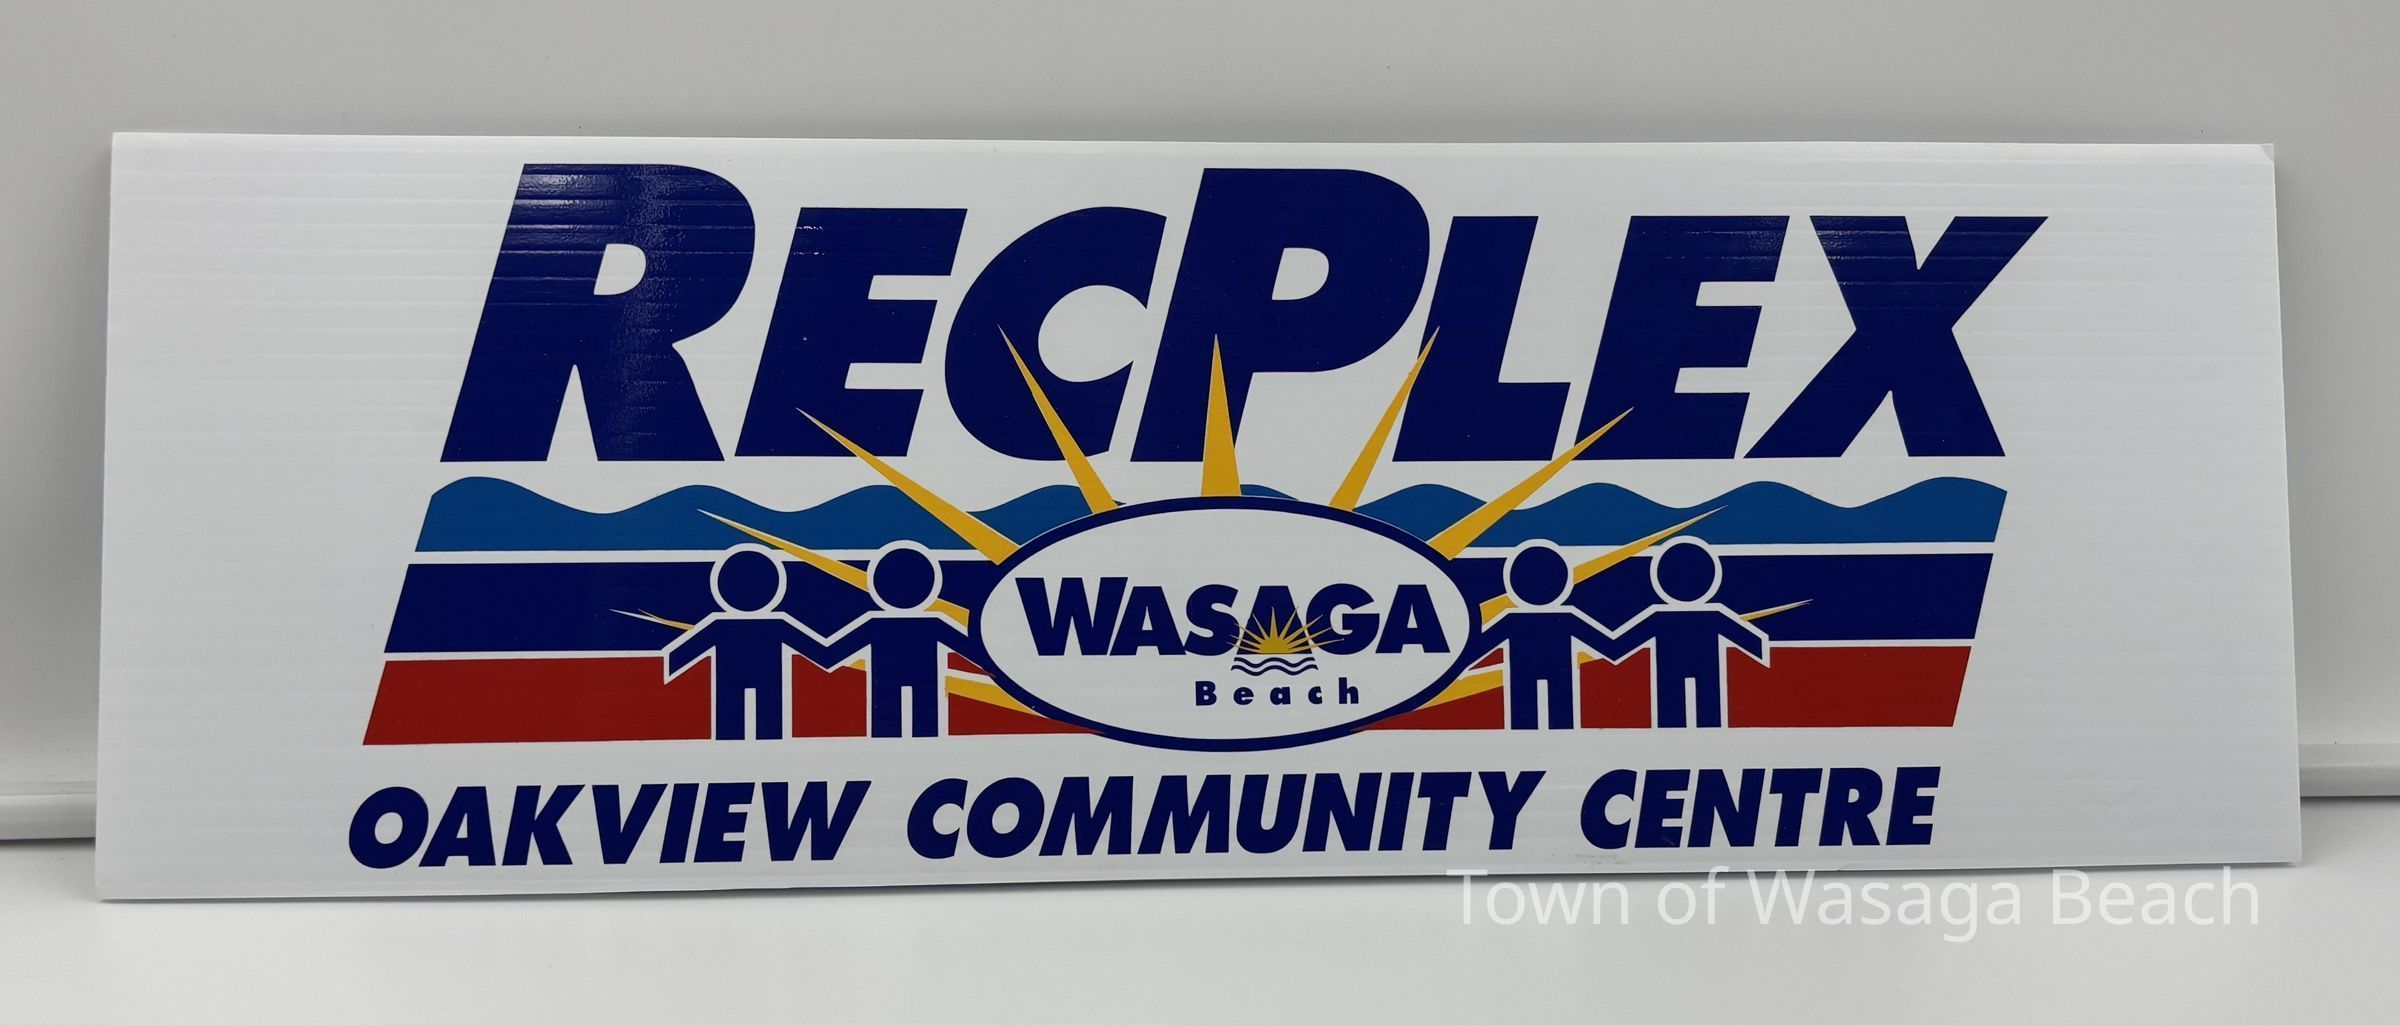 RECPLEX
WASAGA
Beach
OAKVIEW COMMUNITY CENTRE
Town of Wasaga Beach